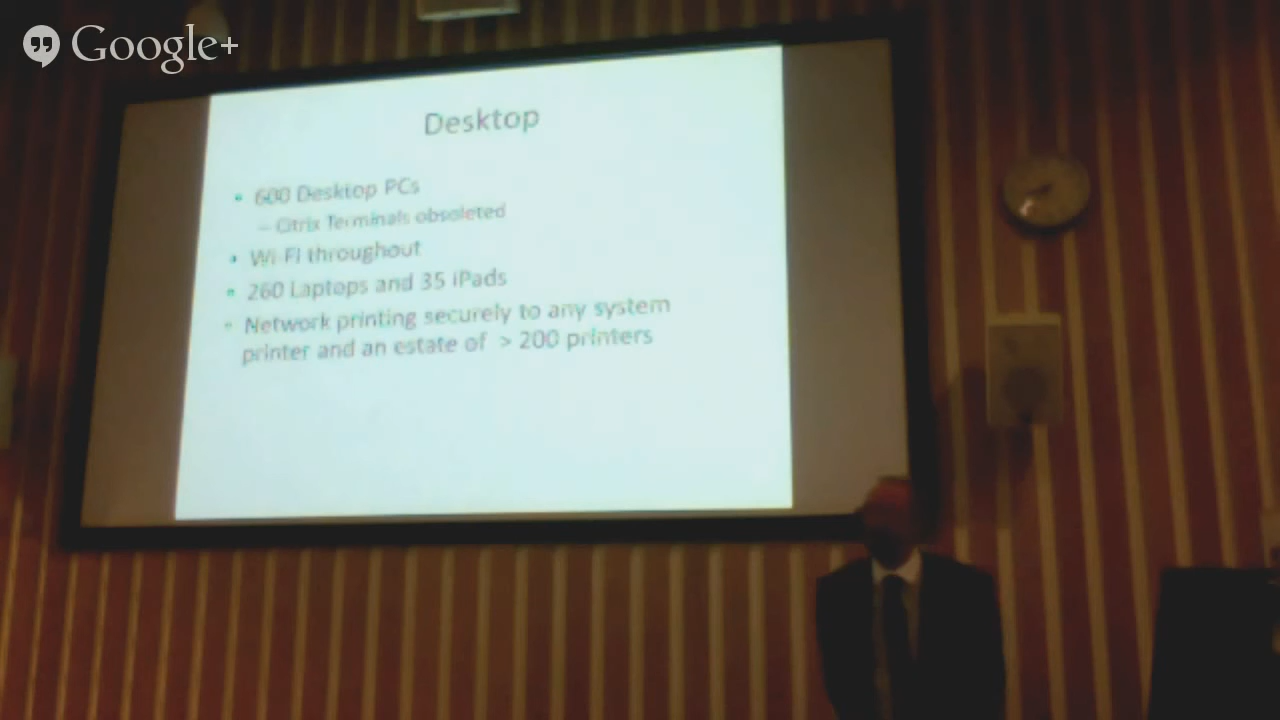 Google+
Desktop
• 600 Desktop PCs
– Citrix Terminals obsoleted
• Wi-Fi throughout
• 260 Laptops and 35 iPads
• Network printing securely to any system
printer and an estate of > 200 printers